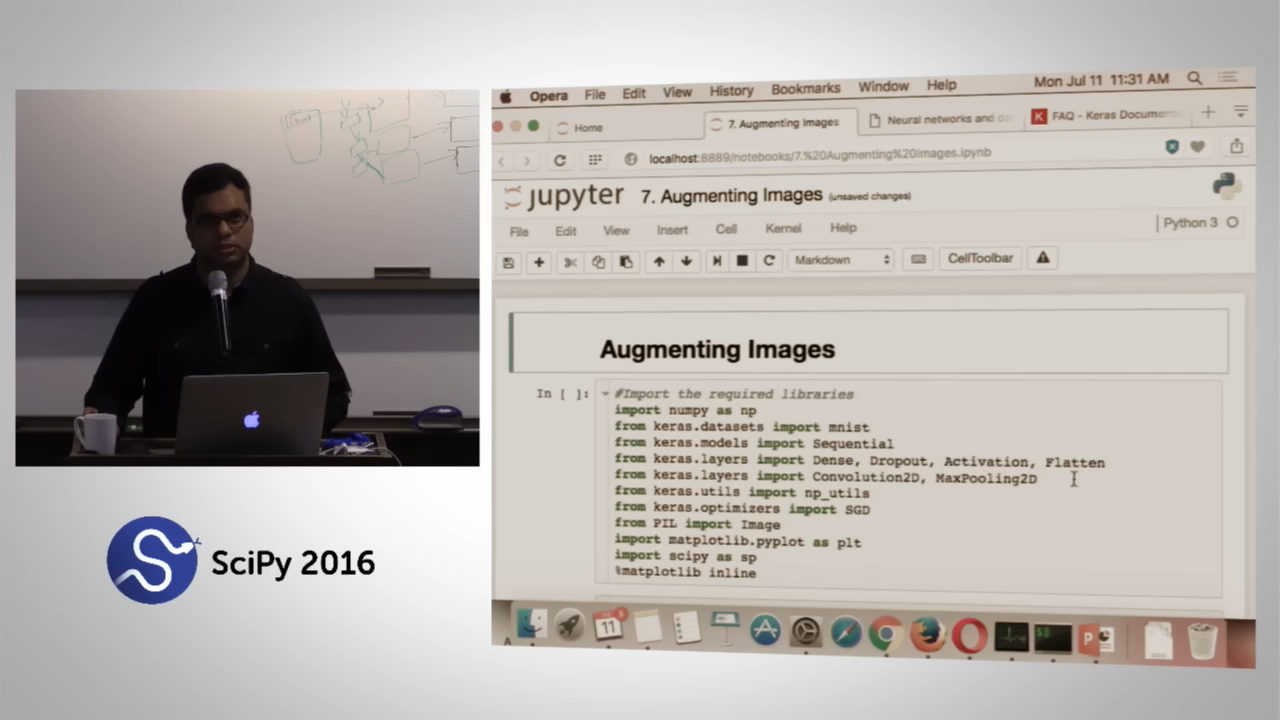 Opera File Edit View History Bookmarks Window Help Mon Jul 11 11:31 AM
Home 7. Augmenting Images Neural networks and FAQ - Keras
localhost:8889/notebooks/7.%20Augmenting%20Images.ipynb
jupyter 7. Augmenting Images (unsaved changes)
File Edit View Insert Cell Kernel Help Python 3
Markdown CellToolbar
Augmenting Images
In [ ]: #Import the required libraries
import numpy as np
from keras.datasets import mnist
from keras.models import Sequential
from keras.layers import Dense, Dropout, Activation, Flatten
from keras.layers import Convolution2D, MaxPooling2D
from keras.utils import np_utils
from keras.optimizers import SGD
from PIL import Image
import matplotlib.pyplot as plt
import scipy as sp
%matplotlib inline
11
SciPy 2016